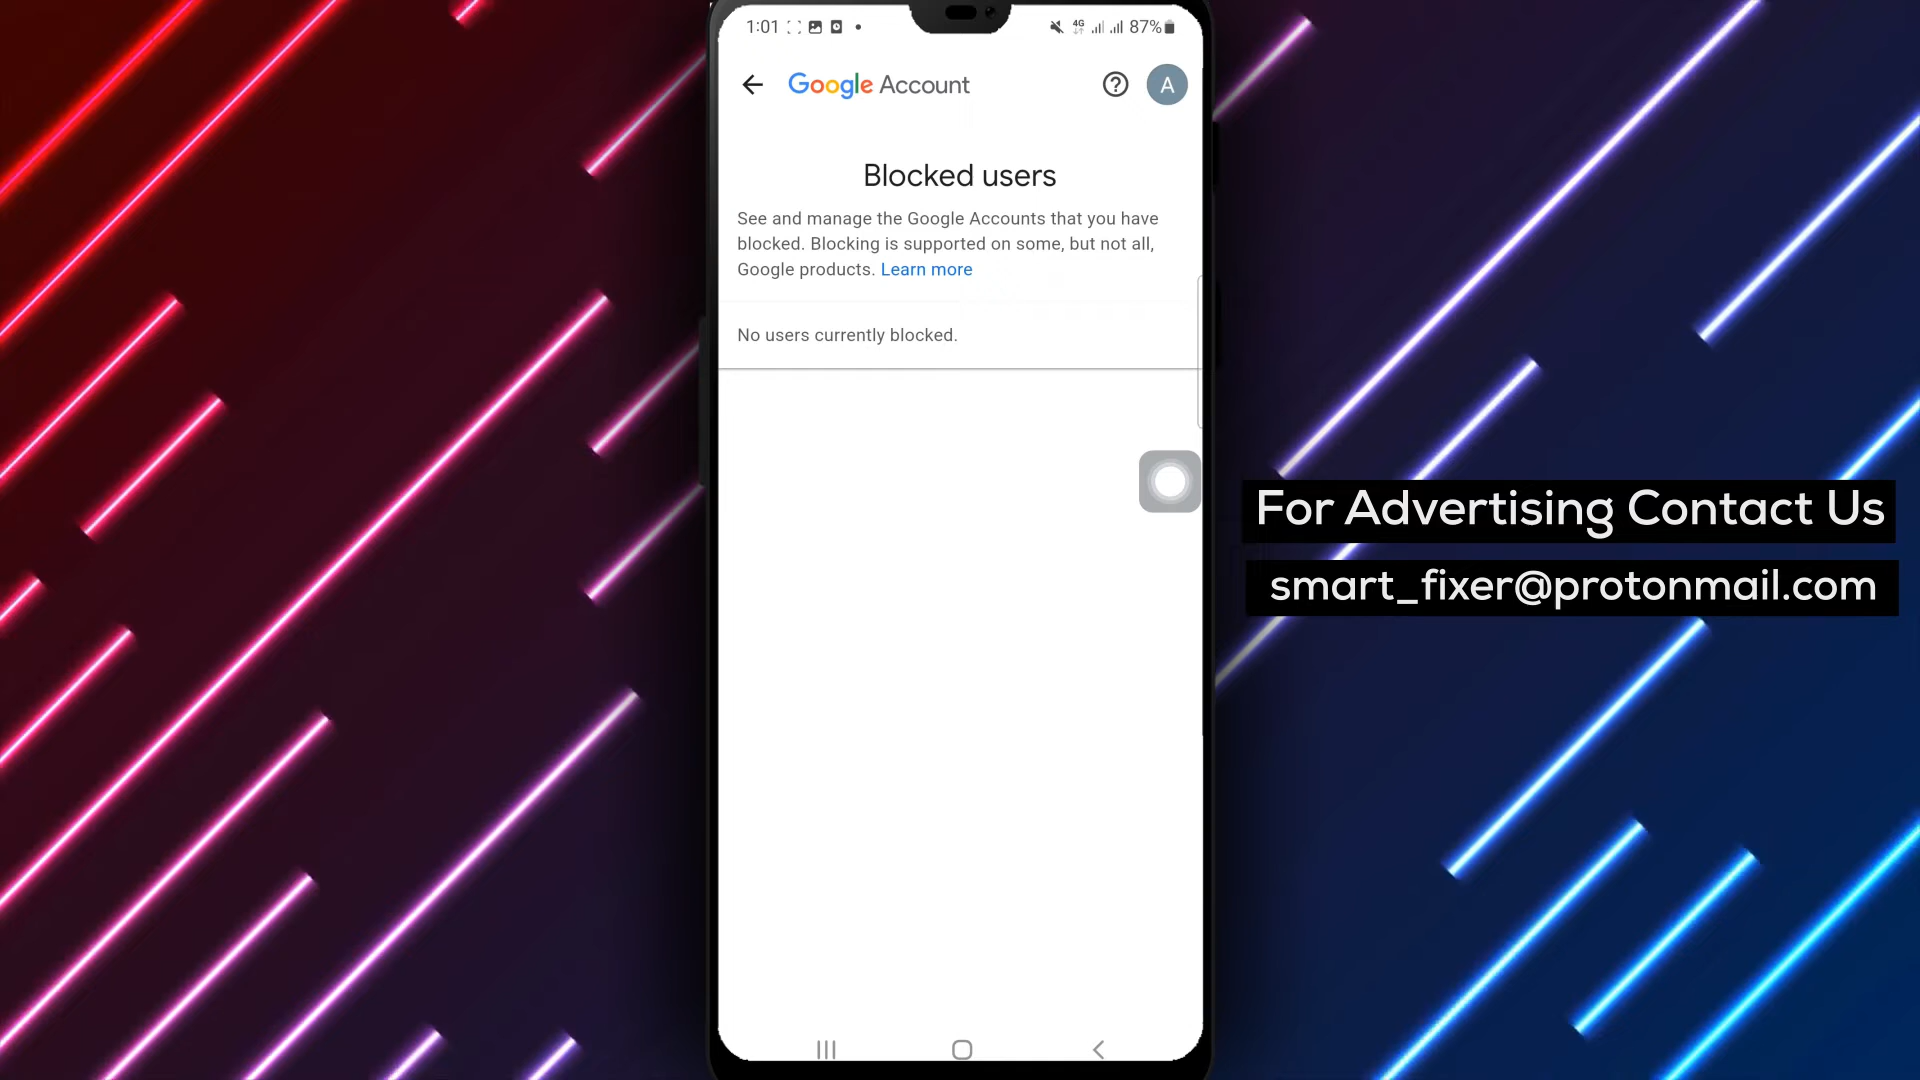 1:01
4G
87%
Google Account
A
Blocked users
See and manage the Google Accounts that you have
blocked. Blocking is supported on some, but not all,
Google products. Learn more
No users currently blocked.
For Advertising Contact Us
smart_fixer@protonmail.com